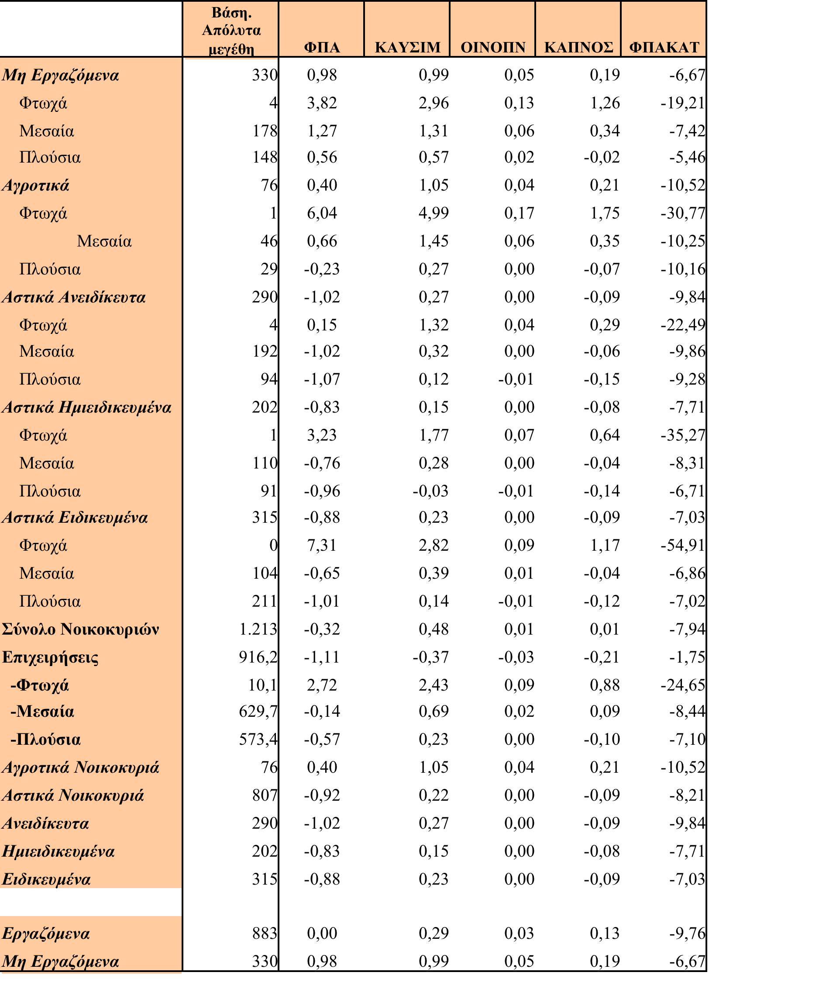 Βάση.
Απόλυτα
μεγέθη ΦΠΑ ΚΑΥΣΙΜ ΟΙΝΟΠΝ ΚΑΠΝΟΣ ΦΠΑΚΑΤ
Μη Εργαζόμενα 330 0,98 0,99 0,05 0,19 -6,67
Φτωχά 4 3,82 2,96 0,13 1,26 -19,21
Μεσαία 178 1,27 1,31 0,06 0,34 -7,42
Πλούσια 148 0,56 0,57 0,02 -0,02 -5,46
Αγροτικά 76 0,40 1,05 0,04 0,21 -10,52
Φτωχά 1 6,04 4,99 0,17 1,75 -30,77
Μεσαία 46 0,66 1,45 0,06 0,35 -10,25
Πλούσια 29 -0,23 0,27 0,00 -0,07 -10,16
Αστικά Ανειδίκευτα 290 -1,02 0,27 0,00 -0,09 -9,84
Φτωχά 4 0,15 1,32 0,04 0,29 -22,49
Μεσαία 192 -1,02 0,32 0,00 -0,06 -9,86
Πλούσια 94 -1,07 0,12 -0,01 -0,15 -9,28
Αστικά Ημιειδικευμένα 202 -0,83 0,15 0,00 -0,08 -7,71
Φτωχά 1 3,23 1,77 0,07 0,64 -35,27
Μεσαία 110 -0,76 0,28 0,00 -0,04 -8,31
Πλούσια 91 -0,96 -0,03 -0,01 -0,14 -6,71
Αστικά Ειδικευμένα 315 -0,88 0,23 0,00 -0,09 -7,03
Φτωχά 0 7,31 2,82 0,09 1,17 -54,91
Μεσαία 104 -0,65 0,39 0,01 -0,04 -6,86
Πλούσια 211 -1,01 0,14 -0,01 -0,12 -7,02
Σύνολο Νοικοκυριών 1.213 -0,32 0,48 0,01 0,01 -7,94
Επιχειρήσεις 916,2 -1,11 -0,37 -0,03 -0,21 -1,75
-Φτωχά 10,1 2,72 2,43 0,09 0,88 -24,65
-Μεσαία 629,7 -0,14 0,69 0,02 0,09 -8,44
-Πλούσια 573,4 -0,57 0,23 0,00 -0,10 -7,10
Αγροτικά Νοικοκυριά 76 0,40 1,05 0,04 0,21 -10,52
Αστικά Νοικοκυριά 807 -0,92 0,22 0,00 -0,09 -8,21
Ανειδίκευτα 290 -1,02 0,27 0,00 -0,09 -9,84
Ημιειδικευμένα 202 -0,83 0,15 0,00 -0,08 -7,71
Ειδικευμένα 315 -0,88 0,23 0,00 -0,09 -7,03
Εργαζόμενα 883 0,00 0,29 0,03 0,13 -9,76
Μη Εργαζόμενα 330 0,98 0,99 0,05 0,19 -6,67